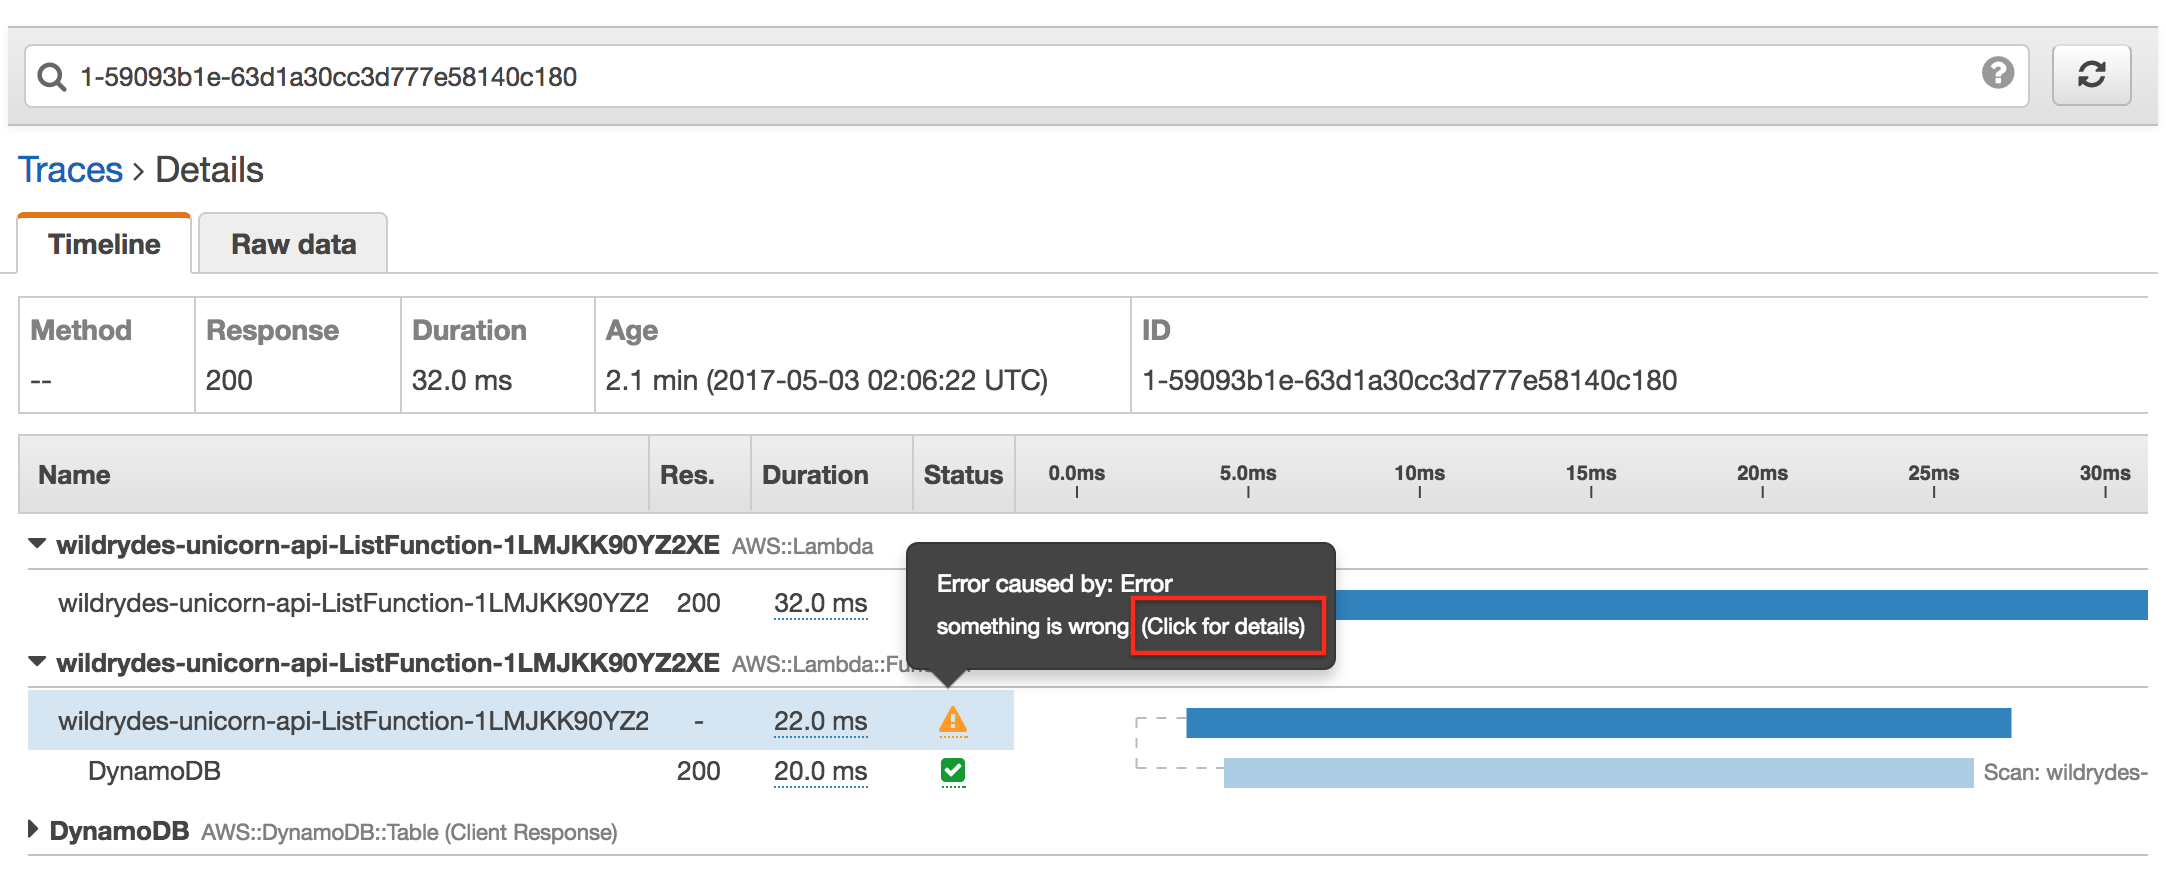 1-59093b1e-63d1a30cc3d777e58140c180
Traces > Details
Timeline Raw data
Method Response Duration Age ID
-- 200 32.0 ms 2.1 min (2017-05-03 02:06:22 UTC) 1-59093b1e-63d1a30cc3d777e58140c180
Name Res. Duration Status 0.0ms 5.0ms 10ms 15ms 20ms 25ms 30ms
wildrydes-unicorn-api-ListFunction-1LMJKK90YZ2XE AWS::Lambda
Error caused by: Error
wildrydes-unicorn-api-ListFunction-1LMJKK90YZ2 200 32.0 ms
something is wrong. (Click for details)
wildrydes-unicorn-api-ListFunction-1LMJKK90YZ2XE AWS::Lambda::Fun
wildrydes-unicorn-api-ListFunction-1LMJKK90YZ2 - 22.0 ms
DynamoDB 200 20.0 ms Scan: wildrydes-
DynamoDB AWS::DynamoDB::Table (Client Response)